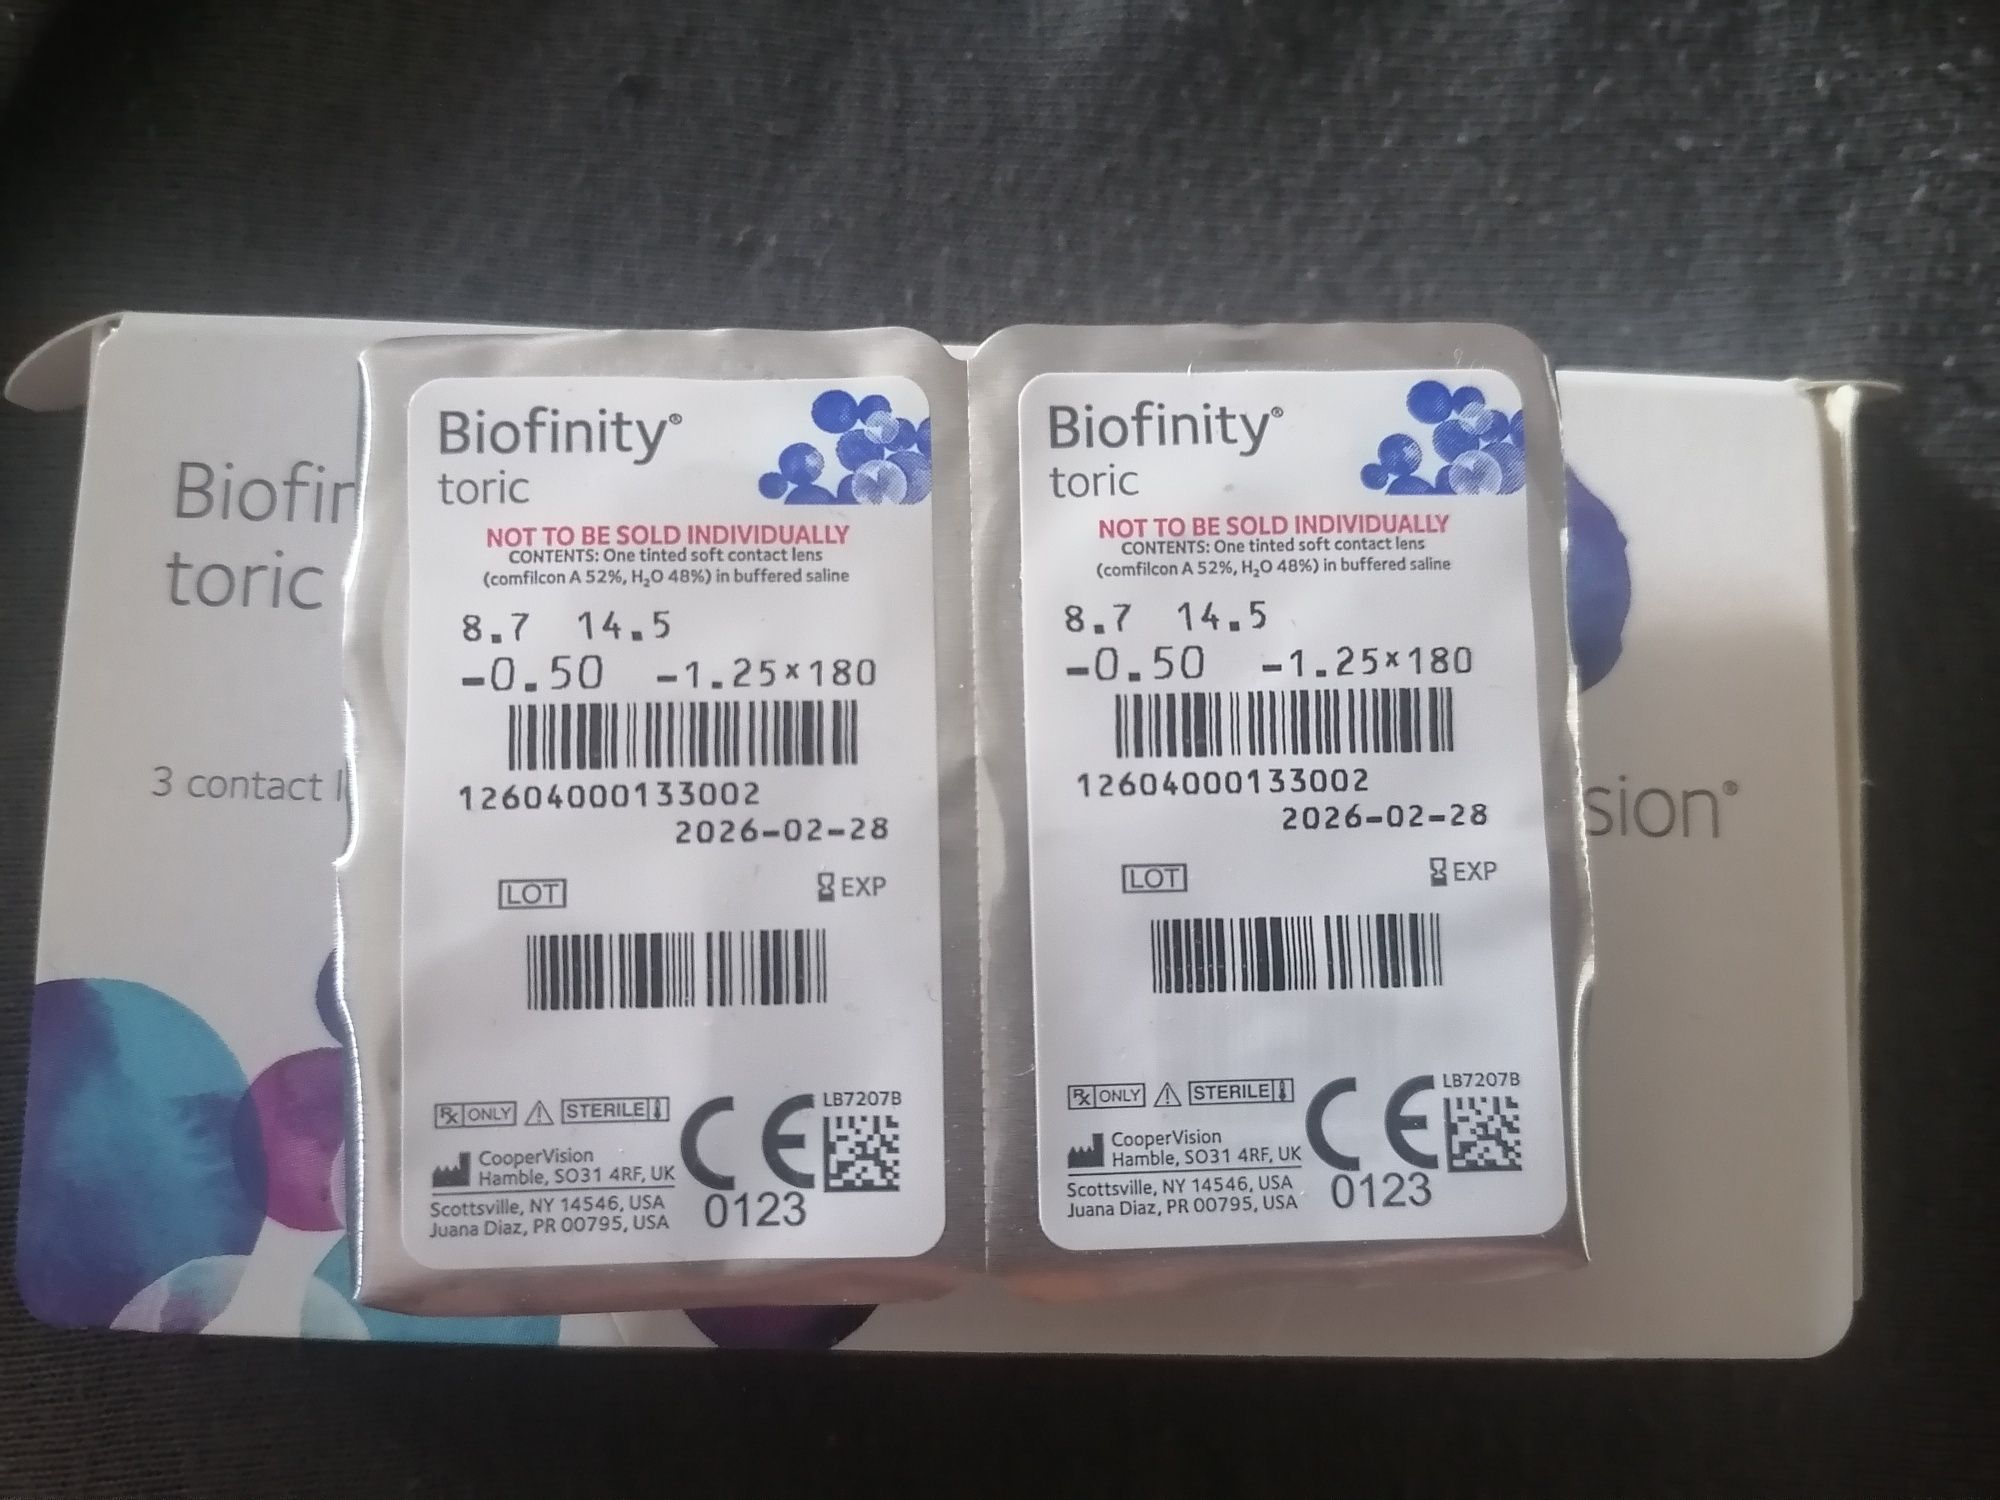 Biofin
toric
3 contact l
sion®
Biofinity®
toric
NOT TO BE SOLD INDIVIDUALLY
CONTENTS: One tinted soft contact lens
(comfilcon A 52%, H₂O 48%) in buffered saline
8.7 14.5
-0.50 -1.25×180
12604000133002
2026-02-28
LOT EXP
LB7207B
Rx ONLY STERILE CE
CooperVision
Hamble, SO31 4RF, UK
Scottsville, NY 14546, USA
Juana Diaz, PR 00795, USA
0123
Biofinity®
toric
NOT TO BE SOLD INDIVIDUALLY
CONTENTS: One tinted soft contact lens
(comfilcon A 52%, H₂O 48%) in buffered saline
8.7 14.5
-0.50 -1.25×180
12604000133002
2026-02-28
LOT EXP
LB7207B
Rx ONLY STERILE CE
CooperVision
Hamble, SO31 4RF, UK
Scottsville, NY 14546, USA
Juana Diaz, PR 00795, USA
0123